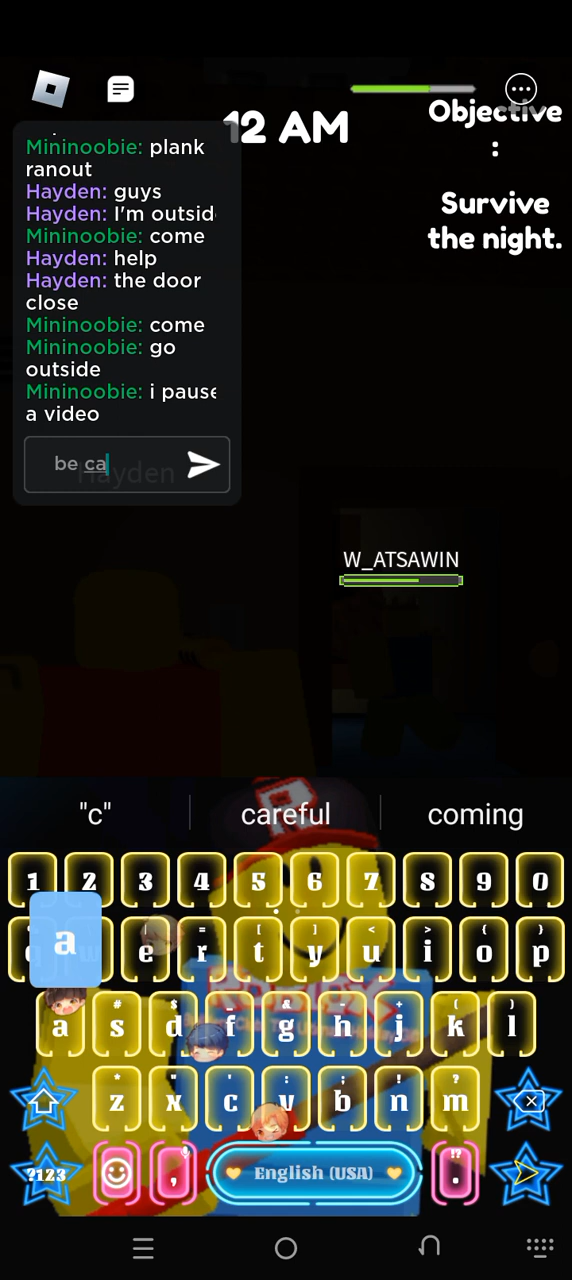 12 AM
Objective
:
Survive
the night.
Mininoobie: plank
ranout
Hayden: guys
Hayden: I'm outsid
Mininoobie: come
Hayden: help
Hayden: the door
close
Mininoobie: come
Mininoobie: go
outside
Mininoobie: i pause
a video
be ca
Hayden
W_ATSAWIN
"c" careful coming
1 2 3 4 5 6 7 8 9 0
a
q w e r t y u i o p
a s d f g h j k l
z x c v b n m
?123 , English (USA) .